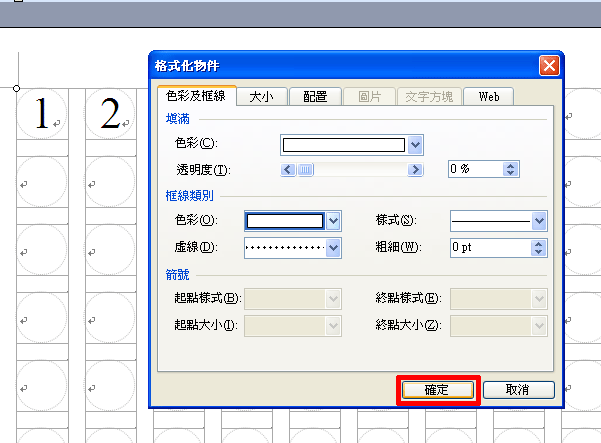 格式化物件
色彩及框線 大小 配置 圖片 文字方塊 Web
填滿
色彩(C):
透明度(T): 0 %
框線類別
色彩(O): 樣式(S):
虛線(D): 粗細(W): 0 pt
箭號
起點樣式(B): 終點樣式(E):
起點大小(I): 終點大小(Z):
確定 取消
1 2